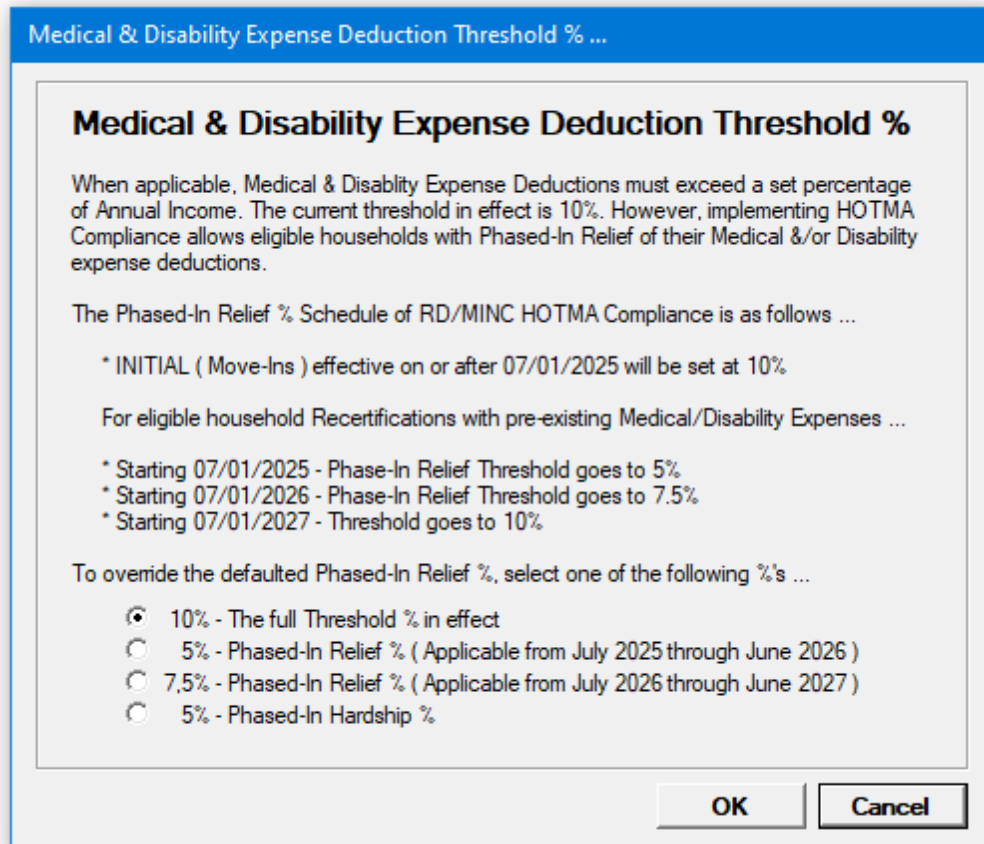 Medical & Disability Expense Deduction Threshold % ...
Medical & Disability Expense Deduction Threshold %
When applicable, Medical & Disablity Expense Deductions must exceed a set percentage
of Annual Income. The current threshold in effect is 10%. However, implementing HOTMA
Compliance allows eligible households with Phased-In Relief of their Medical &/or Disability
expense deductions.
The Phased-In Relief % Schedule of RD/MINC HOTMA Compliance is as follows ...
* INITIAL ( Move-Ins ) effective on or after 07/01/2025 will be set at 10%
For eligible household Recertifications with pre-existing Medical/Disability Expenses ...
* Starting 07/01/2025 - Phase-In Relief Threshold goes to 5%
* Starting 07/01/2026 - Phase-In Relief Threshold goes to 7.5%
* Starting 07/01/2027 - Threshold goes to 10%
To override the defaulted Phased-In Relief %, select one of the following %'s ...
10% - The full Threshold % in effect
5% - Phased-In Relief % ( Applicable from July 2025 through June 2026 )
7,5% - Phased-In Relief % ( Applicable from July 2026 through June 2027 )
5% - Phased-In Hardship %
OK Cancel